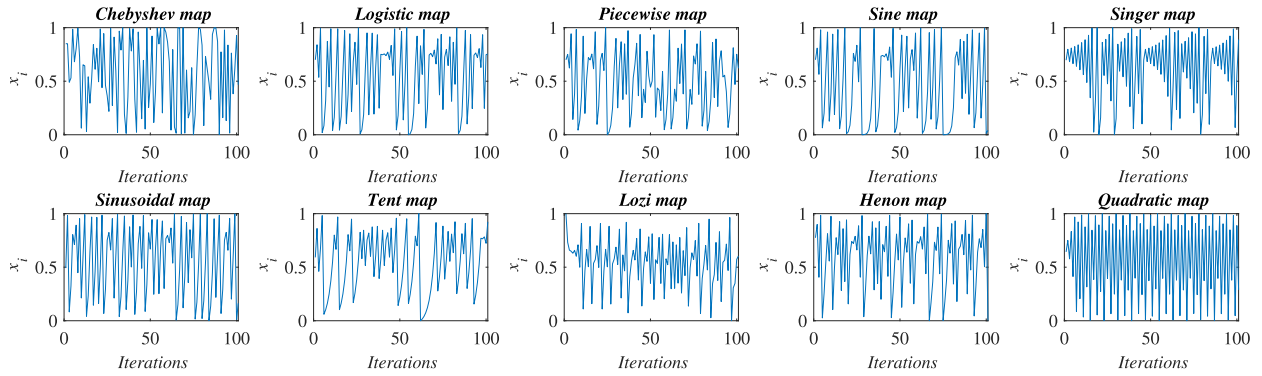 Chebyshev map
Logistic map
Piecewise map
Sine map
Singer map
1
0.5
0
x_i
0 50 100
Iterations
1
0.5
0
x_i
0 50 100
Iterations
1
0.5
0
x_i
0 50 100
Iterations
1
0.5
0
x_i
0 50 100
Iterations
1
0.5
0
x_i
0 50 100
Iterations
Sinusoidal map
Tent map
Lozi map
Henon map
Quadratic map
1
0.5
0
x_i
0 50 100
Iterations
1
0.5
0
x_i
0 50 100
Iterations
1
0.5
0
x_i
0 50 100
Iterations
1
0.5
0
x_i
0 50 100
Iterations
1
0.5
0
x_i
0 50 100
Iterations